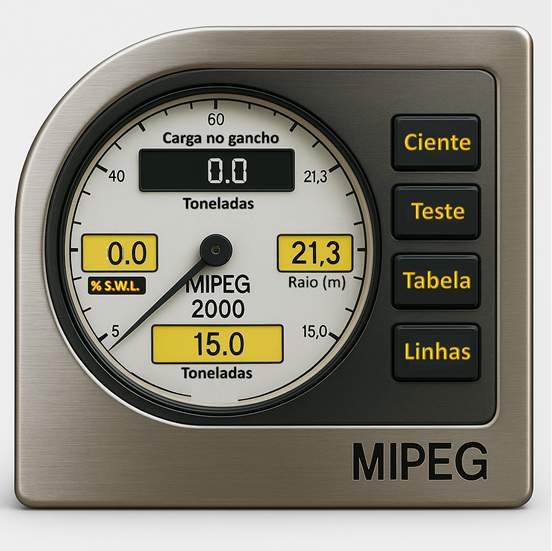 60
Carga no gancho
0.0
40
21,3
Toneladas
0.0
21,3
% S.W.L.
Raio (m)
MIPEG
2000
5
15.0
15,0
Toneladas
Ciente
Teste
Tabela
Linhas
MIPEG